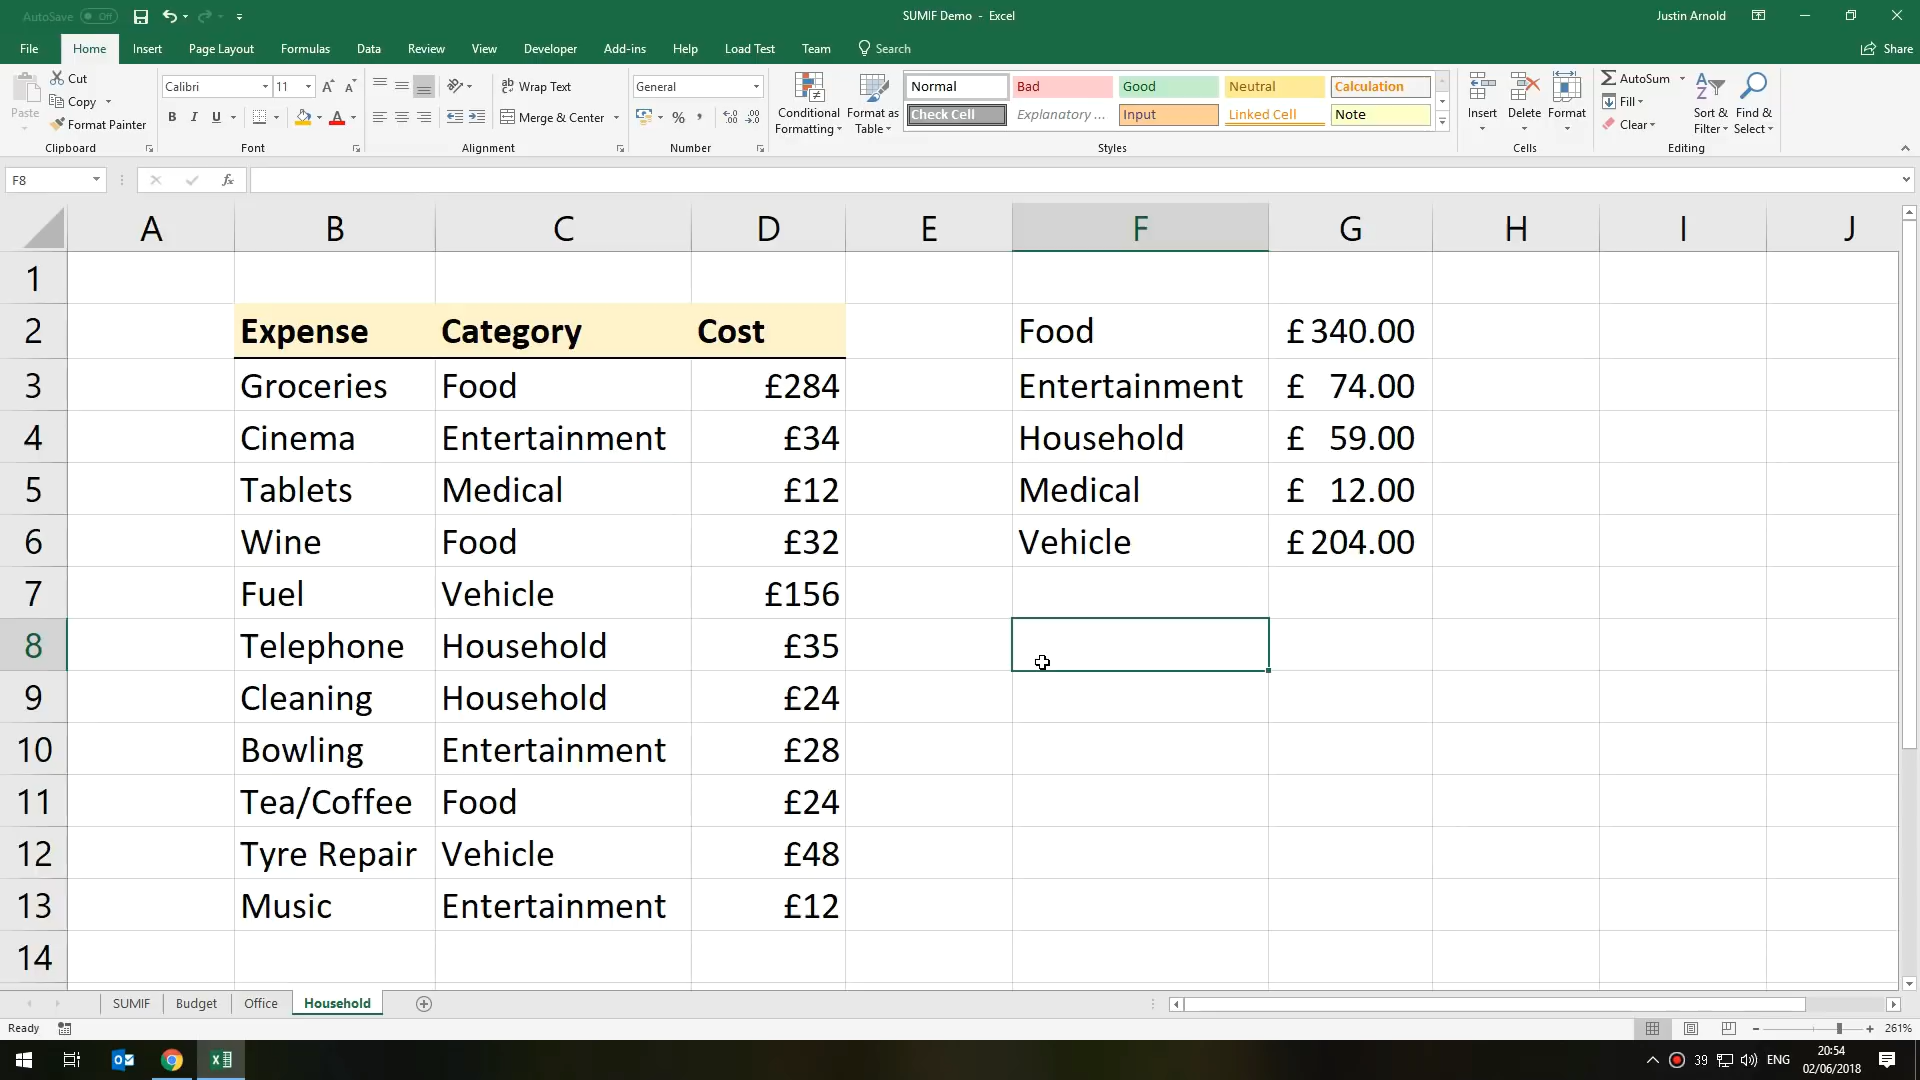 AutoSave Off
SUMIF Demo - Excel
Justin Arnold
File Home Insert Page Layout Formulas Data Review View Developer Add-ins Help Load Test Team Search Share
Paste
Cut
Copy
Format Painter
Clipboard
Calibri 11
B I U
Font
Wrap Text
Merge & Center
Alignment
General
%
Number
Conditional Formatting
Format as Table
Normal Bad Good Neutral Calculation
Check Cell Explanatory ... Input Linked Cell Note
Styles
Insert Delete Format
Cells
AutoSum
Fill
Clear
Sort & Filter
Find & Select
Editing
F8
fx
A B C D E F G H I J
1
2 Expense Category Cost Food £ 340.00
3 Groceries Food £284 Entertainment £ 74.00
4 Cinema Entertainment £34 Household £ 59.00
5 Tablets Medical £12 Medical £ 12.00
6 Wine Food £32 Vehicle £ 204.00
7 Fuel Vehicle £156
8 Telephone Household £35
9 Cleaning Household £24
10 Bowling Entertainment £28
11 Tea/Coffee Food £24
12 Tyre Repair Vehicle £48
13 Music Entertainment £12
14
SUMIF Budget Office Household
Ready
261%
39 ENG
20:54
02/06/2018